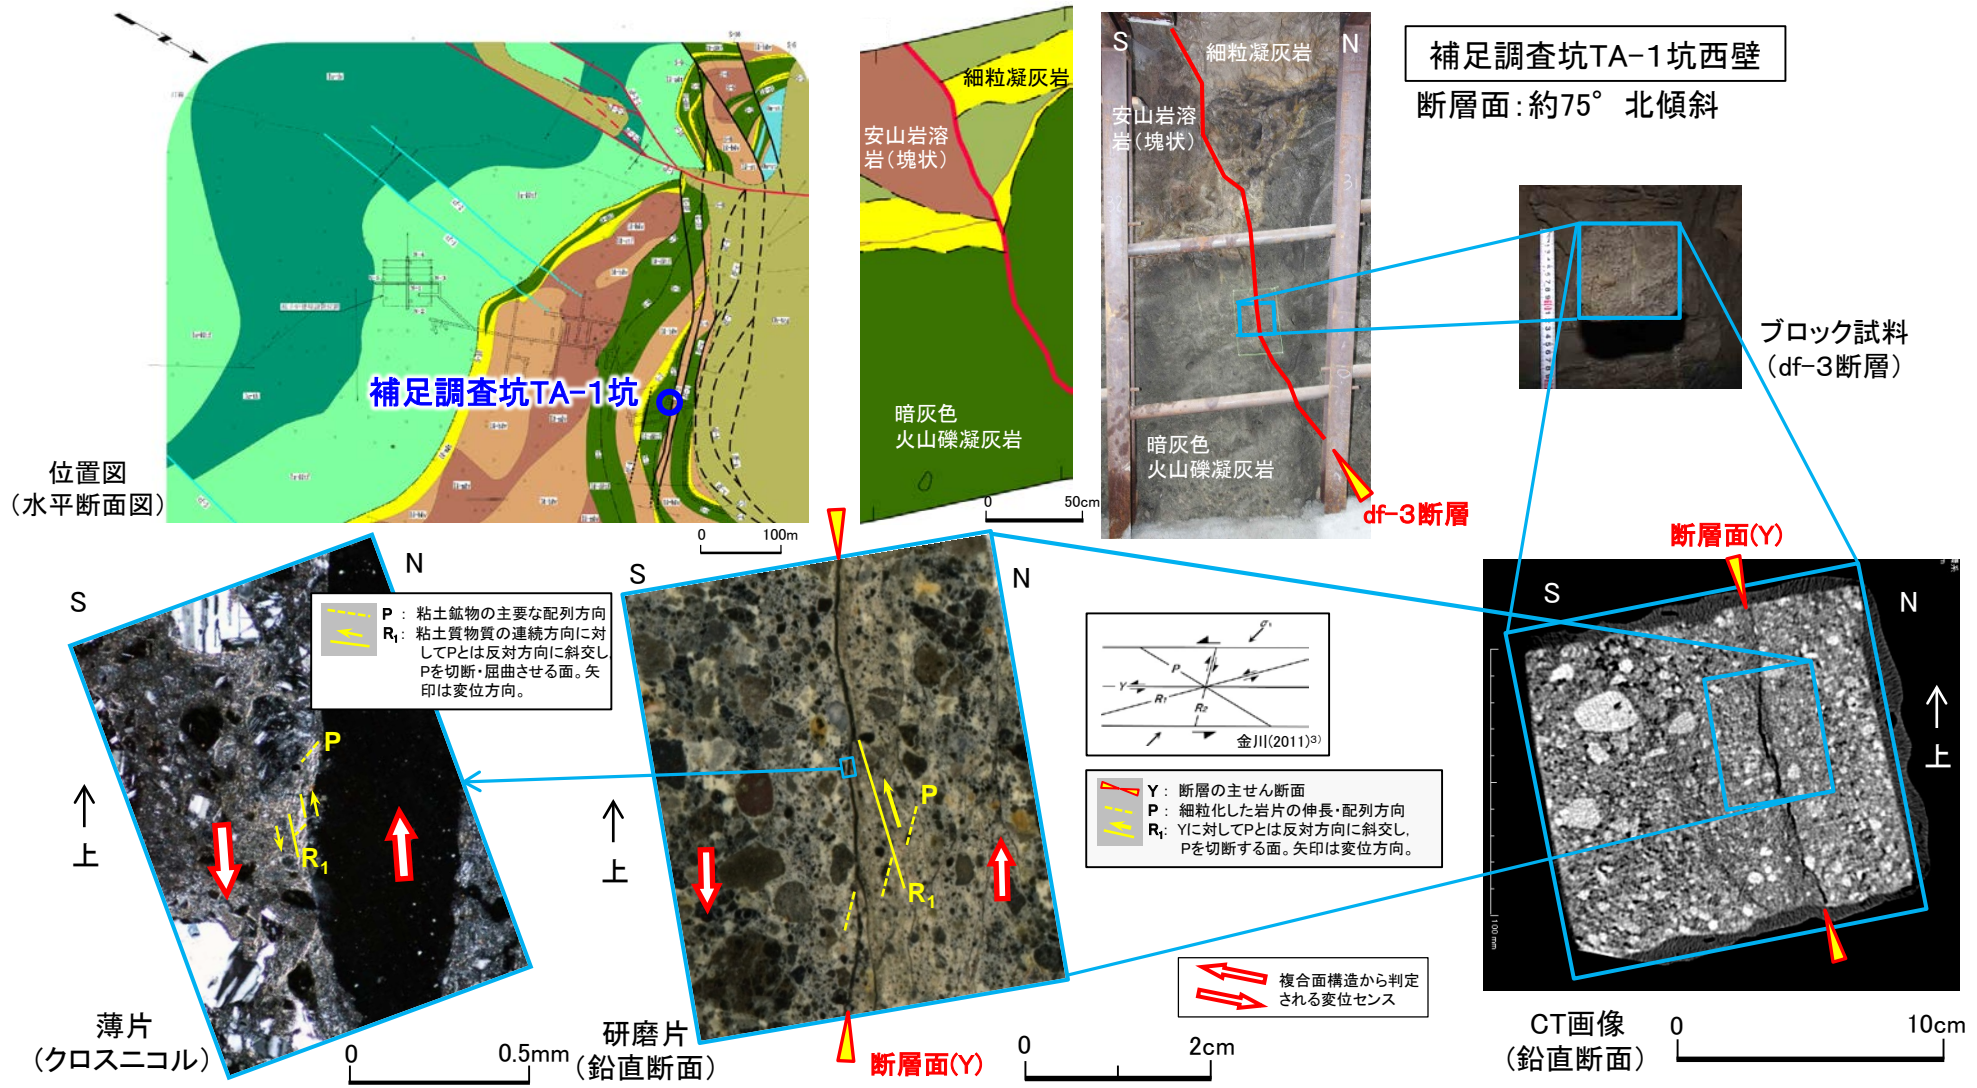 補足調査坑TA-1坑西壁
断層面：約75° 北傾斜
位置図
(水平断面図)
補足調査坑TA-1坑
0 100m
細粒凝灰岩
安山岩溶
岩(塊状)
暗灰色
火山礫凝灰岩
0 50cm
S N
細粒凝灰岩
安山岩溶
岩(塊状)
暗灰色
火山礫凝灰岩
df-3断層
ブロック試料
(df-3断層)
S N
P： 粘土鉱物の主要な配列方向
R1： 粘土質物質の連続方向に対
してPとは反対方向に斜交し,
Pを切断・屈曲させる面。矢
印は変位方向。
P
R1
上
薄片
(クロスニコル)
0 0.5mm
S N
P
R1
上
研磨片
(鉛直断面)
断層面(Y)
0 2cm
σ1
P
Y
R1
R2
金川(2011)3)
Y： 断層の主せん断面
P： 細粒化した岩片の伸長・配列方向
R1： Yに対してPとは反対方向に斜交し,
Pを切断する面。矢印は変位方向。
複合面構造から判定
される変位センス
断層面(Y)
S N
上
100 mm
CT画像
(鉛直断面)
0 10cm